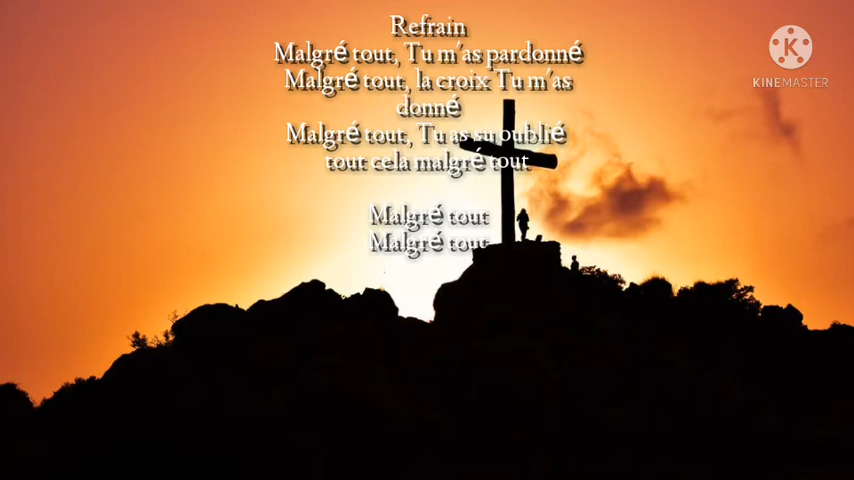 Refrain
Malgré tout, Tu m'as pardonné
Malgré tout, la croix Tu m'as
donné
Malgré tout, Tu as su oublié
tout cela malgré tout
Malgré tout
Malgré tout
K
KINEMASTER